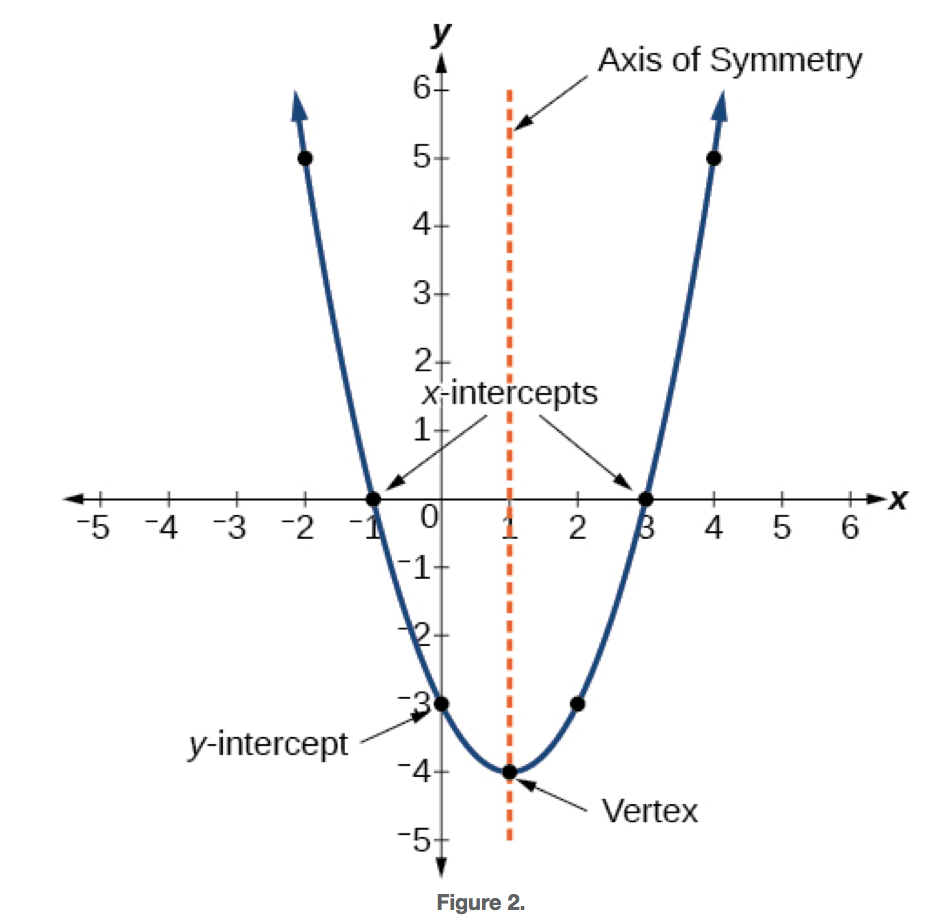 y
Axis of Symmetry
6
5
4
3
2
x-intercepts
1
-5 -4 -3 -2 -1 0 1 2 3 4 5 6 x
-1
-2
-3
y-intercept
-4
Vertex
-5
Figure 2.